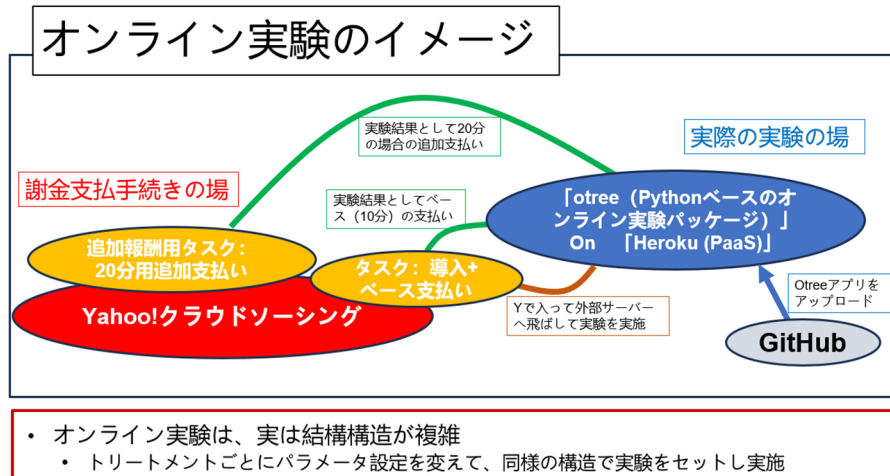 オンライン実験のイメージ
実験結果として20分
の場合の追加支払い
実際の実験の場
謝金支払手続きの場
実験結果としてベー
ス（10分）の支払い
「otree（Pythonベースのオ
ンライン実験パッケージ）」
On 「Heroku (PaaS)」
追加報酬用タスク：
20分用追加支払い
タスク：導入+
ベース支払い
Yahoo!クラウドソーシング
Yで入って外部サーバー
へ飛ばして実験を実施
Otreeアプリを
アップロード
GitHub
• オンライン実験は、実は結構構造が複雑
• トリートメントごとにパラメータ設定を変えて、同様の構造で実験をセットし実施